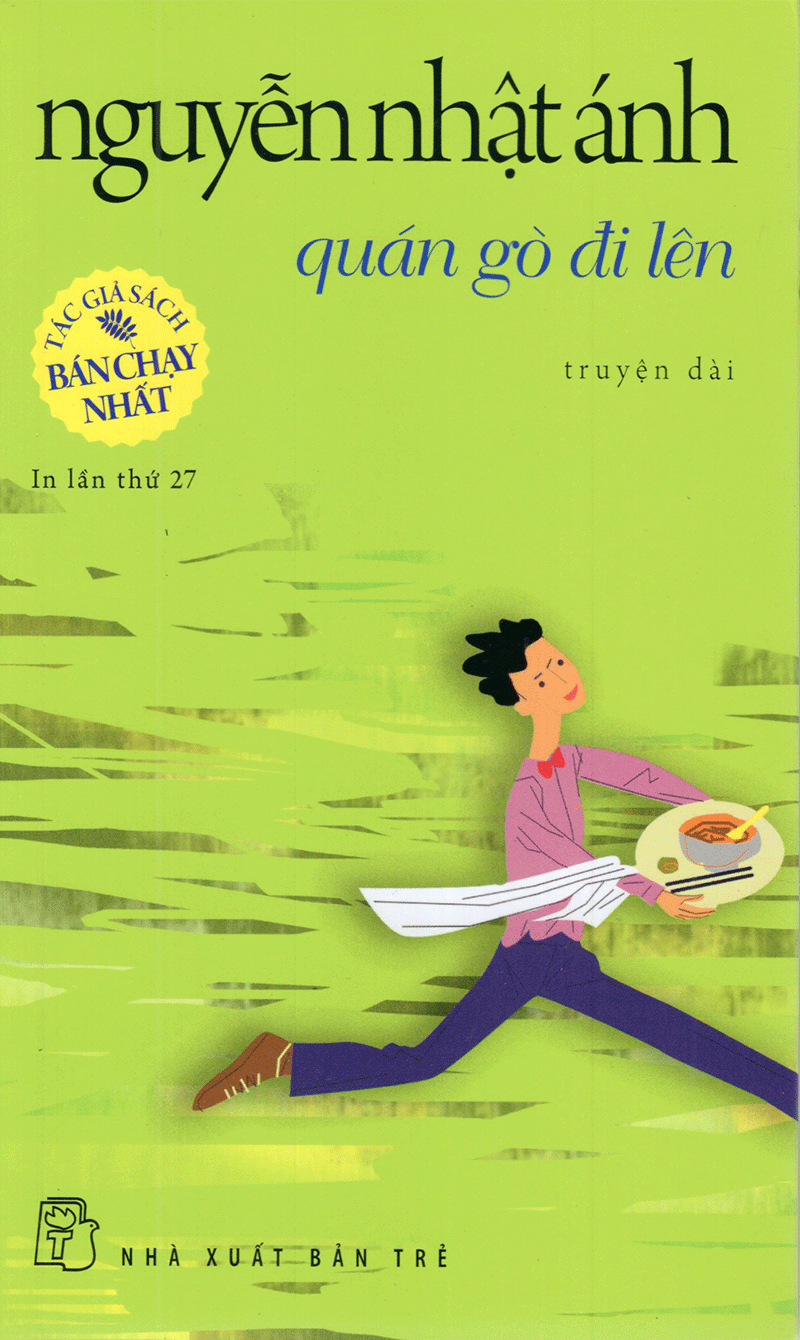 nguyễn nhật ánh
quán gò đi lên
truyện dài
TÁC GIẢ SÁCH
BÁN CHẠY
NHẤT
In lần thứ 27
T
NHÀ XUẤT BẢN TRẺ